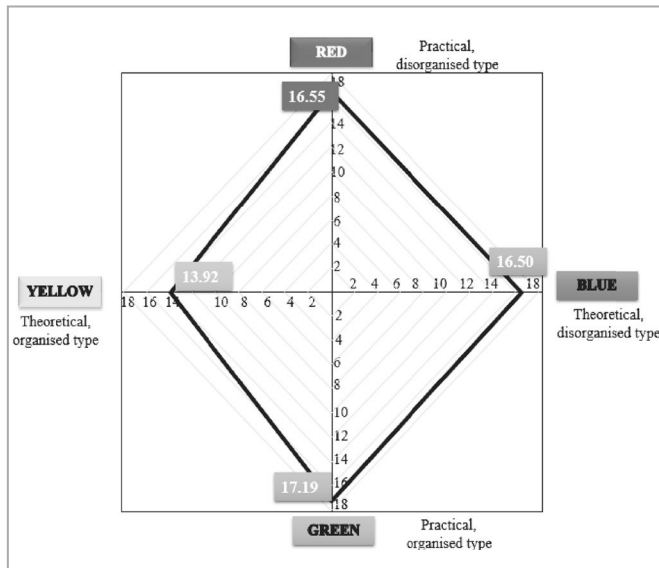 RED
Practical,
disorganised type
18
16.55
14
12
10
8
6
4
2
13.92
16.50
YELLOW
18 16 14 10 8 6 4 2
2 4 6 8 10 12 14 18
BLUE
Theoretical,
organised type
Theoretical,
disorganised type
2
4
6
8
10
12
14
16
17.19
18
GREEN
Practical,
organised type